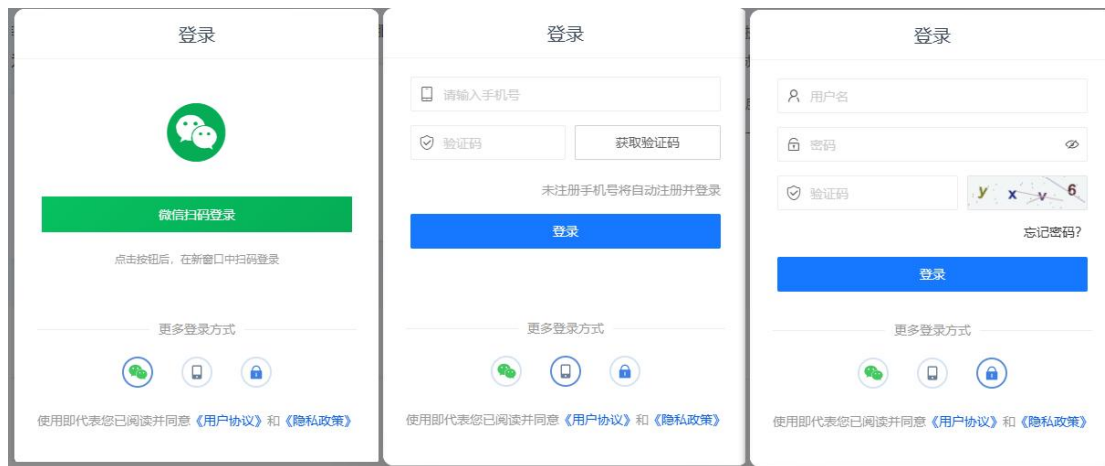 登录
微信扫码登录
点击按钮后，在新窗口中扫码登录
更多登录方式
使用即代表您已阅读并同意《用户协议》和《隐私政策》
登录
请输入手机号
验证码
获取验证码
未注册手机号将自动注册并登录
登录
更多登录方式
使用即代表您已阅读并同意《用户协议》和《隐私政策》
登录
用户名
密码
验证码
y x v 6
忘记密码?
登录
更多登录方式
使用即代表您已阅读并同意《用户协议》和《隐私政策》